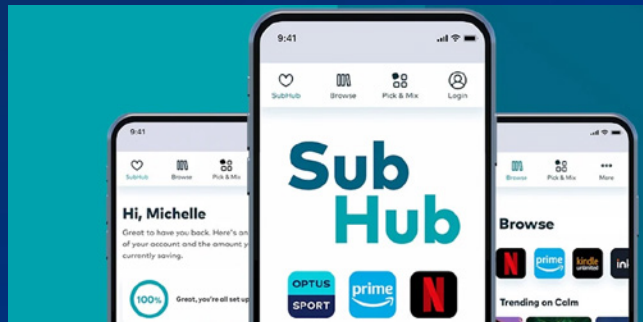 9:41
SubHub
Browse
Pick & Mix
Login
Sub
Hub
OPTUS
SPORT
prime
N
9:41
SubHub
Browse
Pick & Mix
Hi, Michelle
Great to have you back. Here's an
of your account and the amount y
currently saving.
100%
Great, you're all set up
Browse
Pick & Mix
More
Browse
N
prime
kindle
unlimited
Trending on Calm